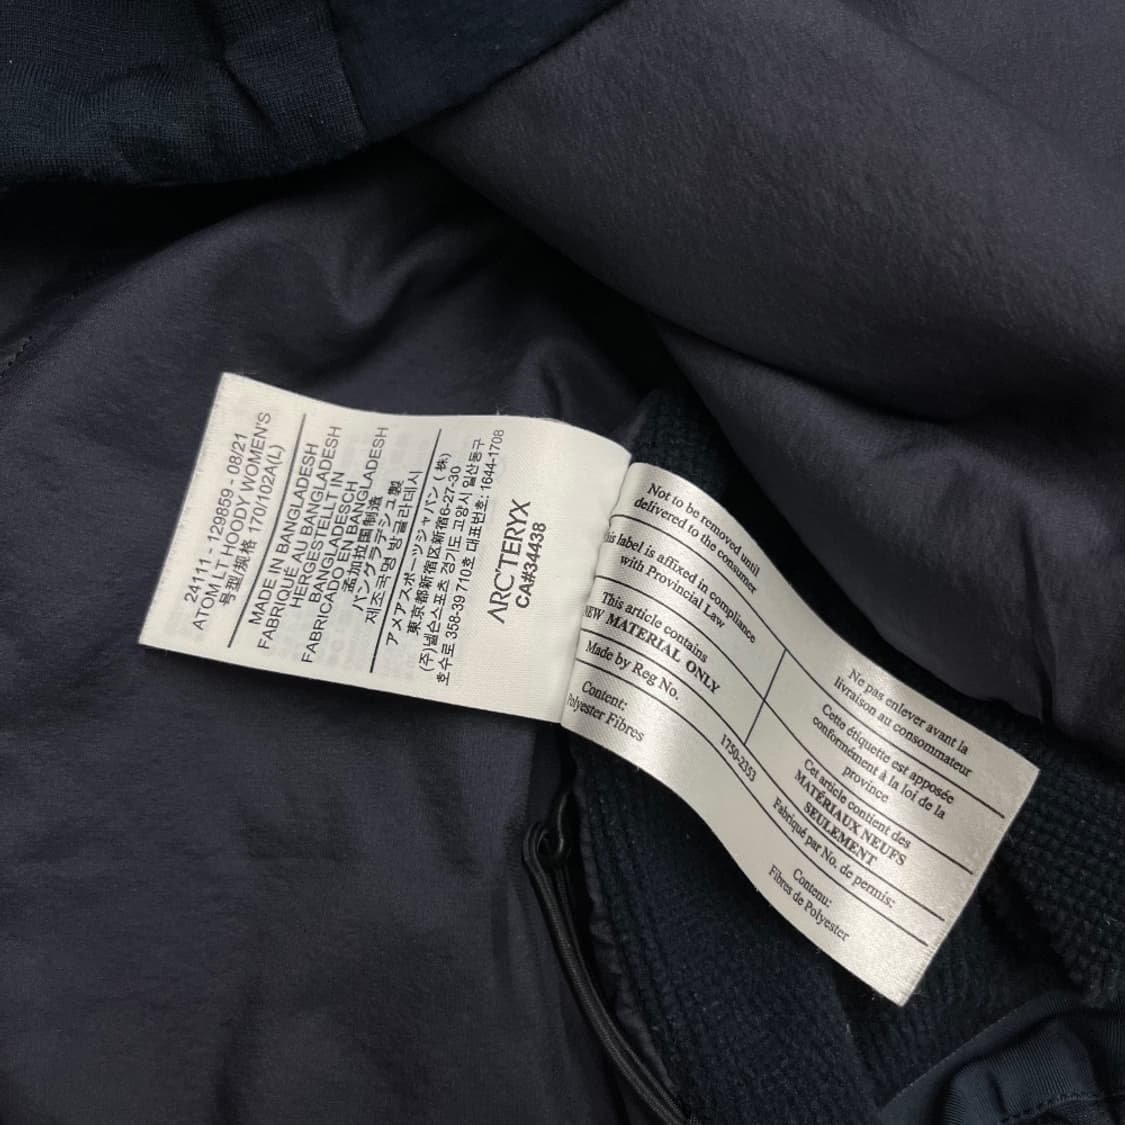 24111 - 129859 - 08/21
ATOM LT HOODY WOMEN'S
号型/规格 170/102A(L)
MADE IN BANGLADESH
FABRIQUÉ AU BANGLADESH
HERGESTELLT IN
BANGLADESCH
FABRICADO EN BANGLADESH
孟加拉国制造
バングラデシュ製
제조국명 방글라데시
アメアスポーツジャパン(株)
東京都新宿区新宿6-27-30
(주)넬슨스포츠 경기도 고양시 일산동구
호수로 358-39 710호 대표번호: 1644-1708
ARC'TERYX
CA#34438
Not to be removed until
delivered to the consumer
label is affixed in compliance
with Provincial Law
This article contains
NEW MATERIAL ONLY
Made by Reg No.
1750-2353
Content:
Polyester Fibres
Ne pas enlever avant la
livraison au consommateur
Cette étiquette est apposée
conformément à la loi de la
province
Cet article contient des
MATÉRIAUX NEUFS
SEULEMENT
Fabriqué par No. de permis:
Contenu:
Fibres de Polyester